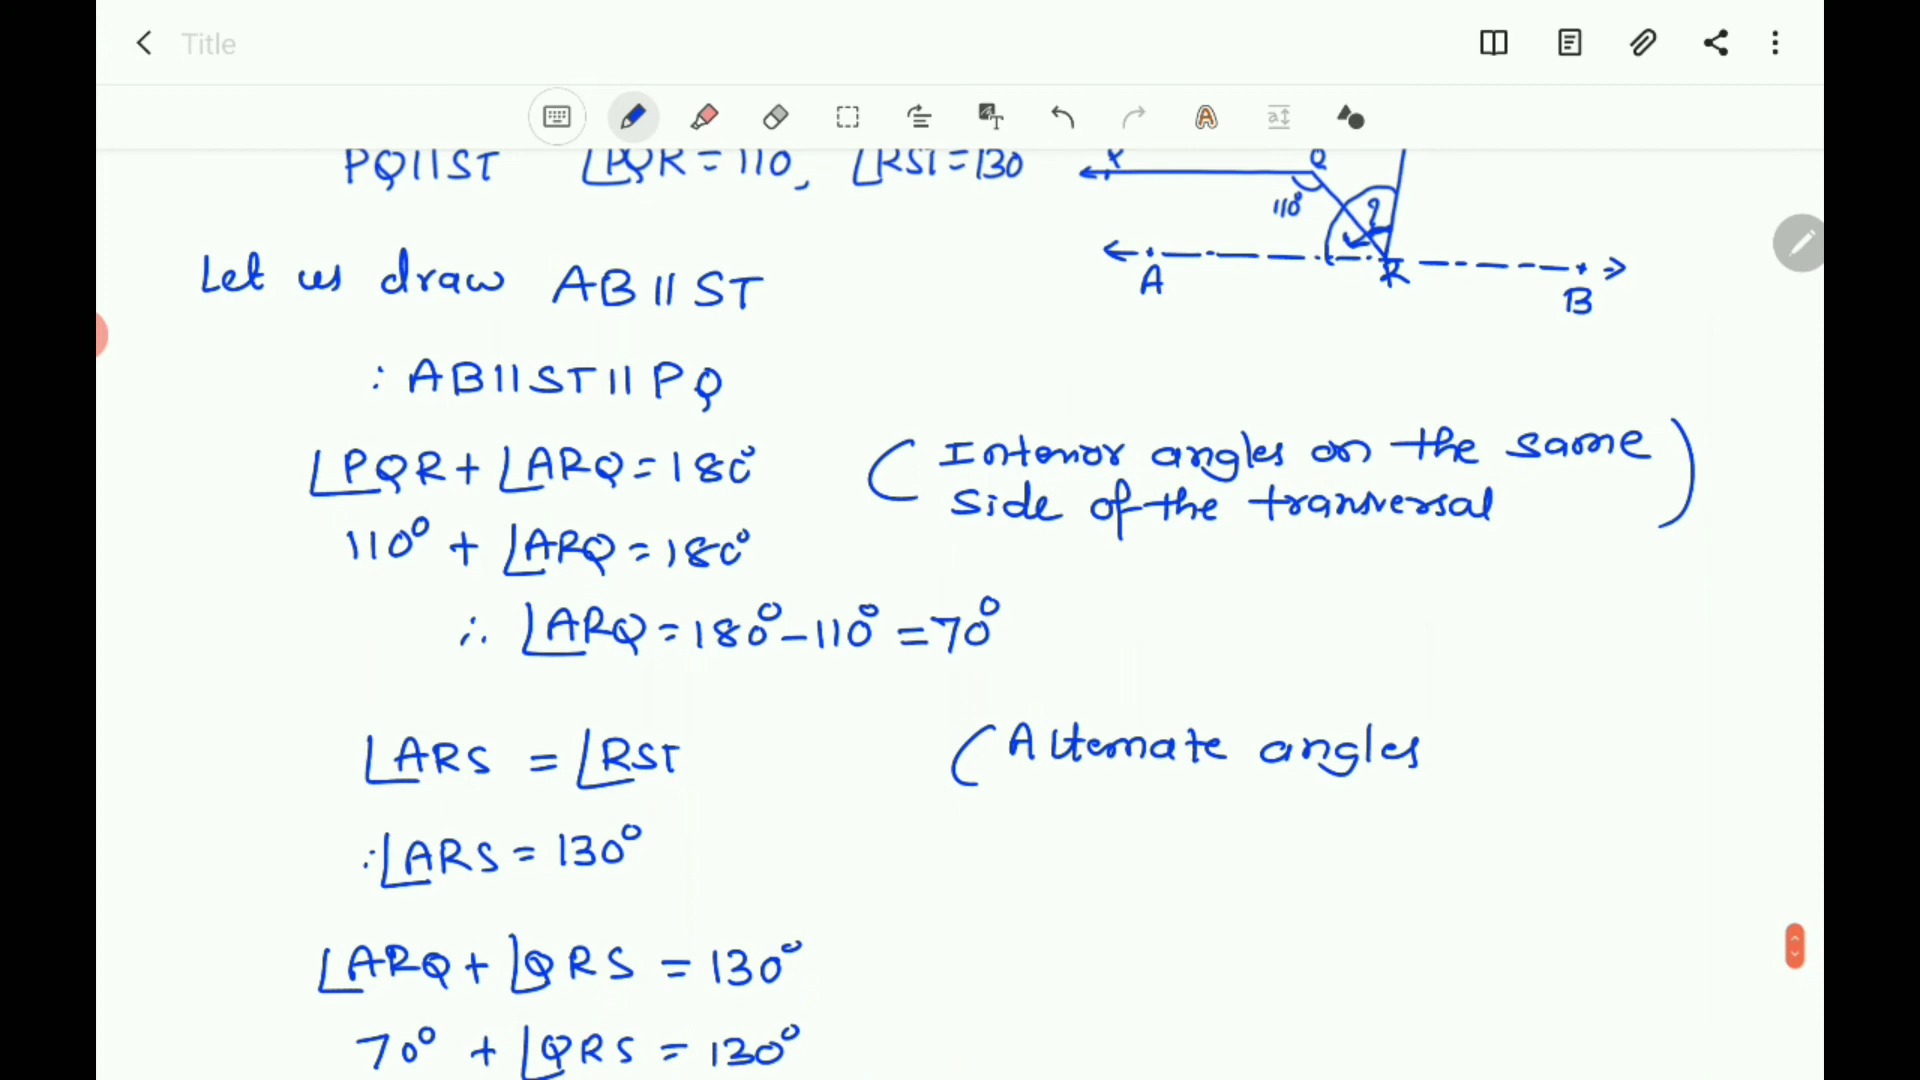 Title
PQ||ST ∠PQR = 110, ∠RST = 130
Q
110°
?
A
R
B
Let us draw AB || ST
: AB||ST||PQ
∠PQR + ∠ARQ = 180°
(Interior angles on the same
side of the transversal)
110° + ∠ARQ = 180°
∴ ∠ARQ = 180° - 110° = 70°
∠ARS = ∠RST
(Alternate angles
: ∠ARS = 130°
∠ARQ + ∠QRS = 130°
70° + ∠QRS = 130°